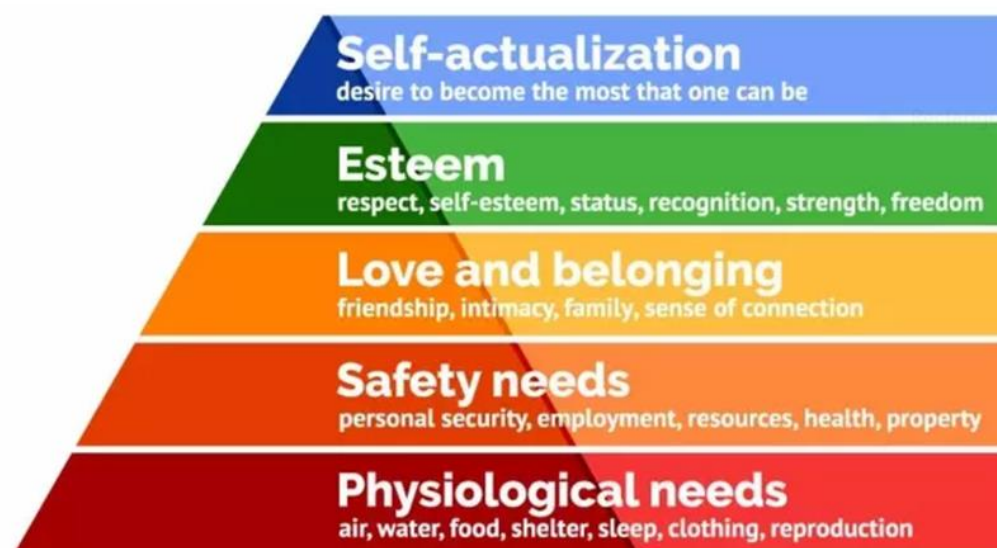 Self-actualization
desire to become the most that one can be
Esteem
respect, self-esteem, status, recognition, strength, freedom
Love and belonging
friendship, intimacy, family, sense of connection
Safety needs
personal security, employment, resources, health, property
Physiological needs
air, water, food, shelter, sleep, clothing, reproduction